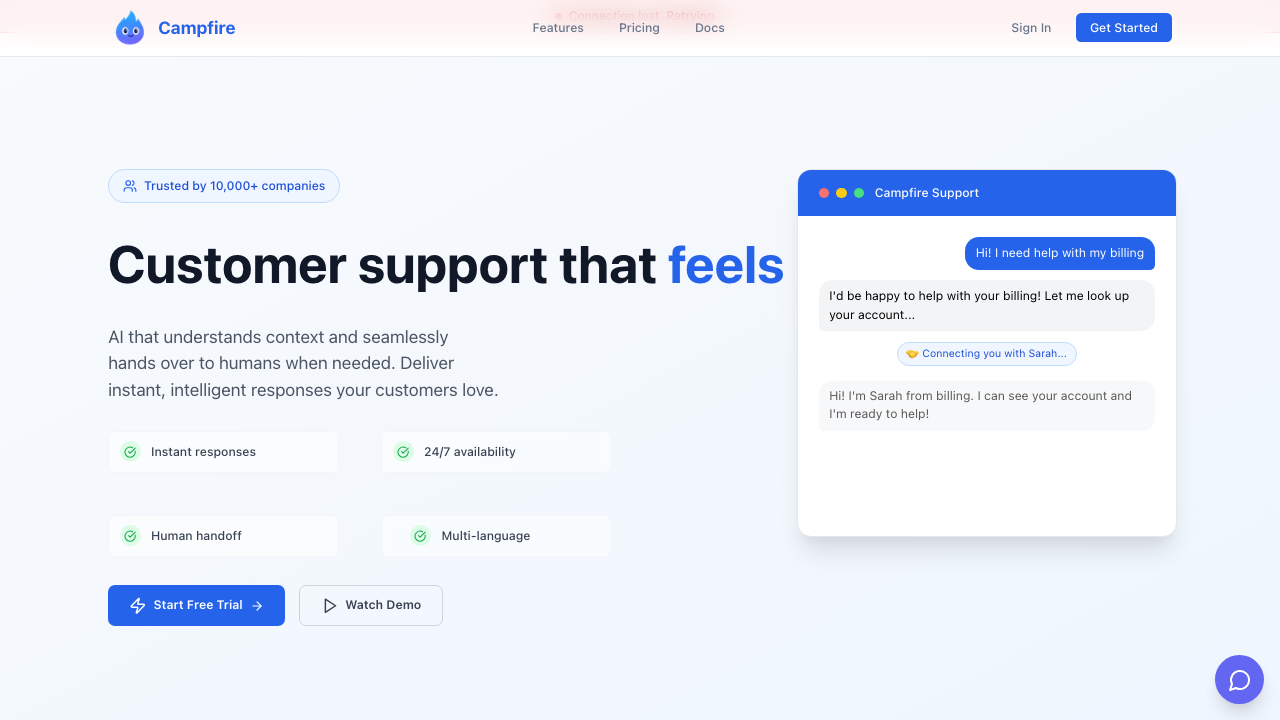 Connection lost. Retrying
Campfire
Features
Pricing
Docs
Sign In
Get Started
Trusted by 10,000+ companies
Customer support that feels
AI that understands context and seamlessly
hands over to humans when needed. Deliver
instant, intelligent responses your customers love.
Instant responses
24/7 availability
Human handoff
Multi-language
Start Free Trial
Watch Demo
Campfire Support
Hi! I need help with my billing
I'd be happy to help with your billing! Let me look up
your account...
🤝 Connecting you with Sarah...
Hi! I'm Sarah from billing. I can see your account and
I'm ready to help!